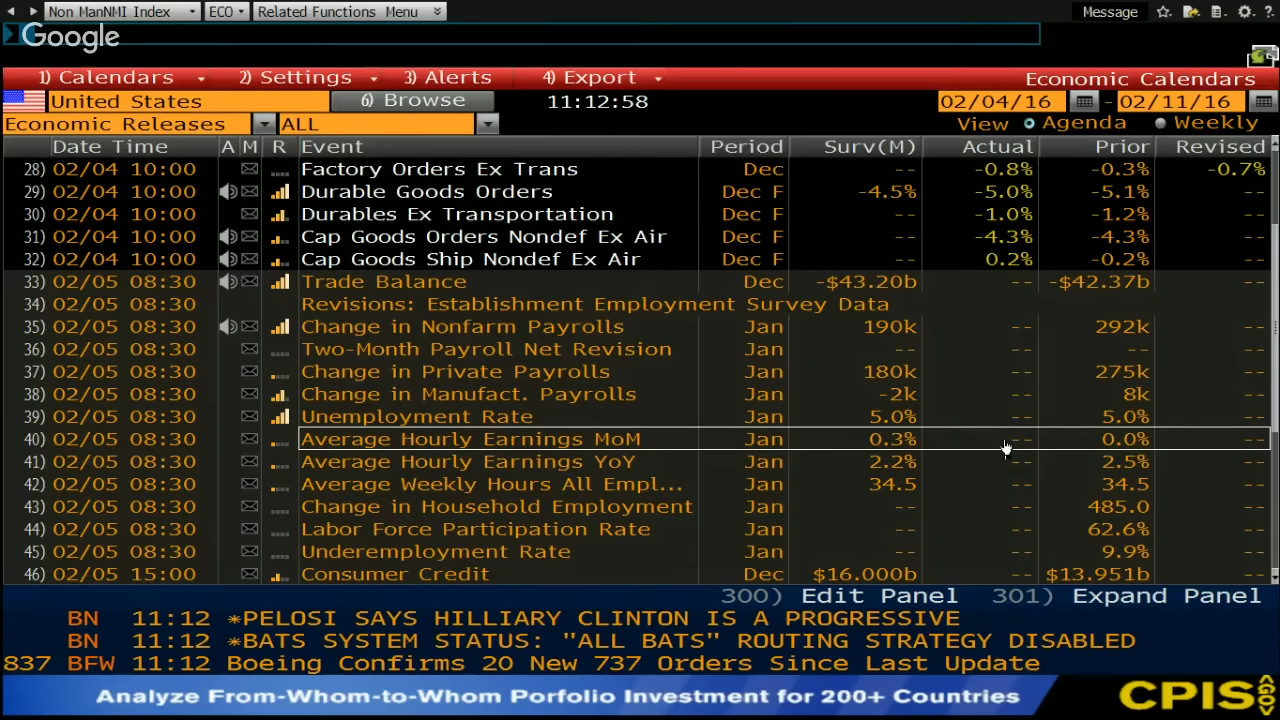 Non ManNMI Index ECO Related Functions Menu Message
Google
1) Calendars 2) Settings 3) Alerts 4) Export Economic Calendars
United States 6) Browse 11:12:58 02/04/16 - 02/11/16
Economic Releases ALL View Agenda Weekly
Date Time A M R Event Period Surv(M) Actual Prior Revised
28) 02/04 10:00 Factory Orders Ex Trans Dec -- -0.8% -0.3% -0.7%
29) 02/04 10:00 Durable Goods Orders Dec F -4.5% -5.0% -5.1% --
30) 02/04 10:00 Durables Ex Transportation Dec F -- -1.0% -1.2% --
31) 02/04 10:00 Cap Goods Orders Nondef Ex Air Dec F -- -4.3% -4.3% --
32) 02/04 10:00 Cap Goods Ship Nondef Ex Air Dec F -- 0.2% -0.2% --
33) 02/05 08:30 Trade Balance Dec -$43.20b -- -$42.37b --
34) 02/05 08:30 Revisions: Establishment Employment Survey Data
35) 02/05 08:30 Change in Nonfarm Payrolls Jan 190k -- 292k --
36) 02/05 08:30 Two-Month Payroll Net Revision Jan -- -- -- --
37) 02/05 08:30 Change in Private Payrolls Jan 180k -- 275k --
38) 02/05 08:30 Change in Manufact. Payrolls Jan -2k -- 8k --
39) 02/05 08:30 Unemployment Rate Jan 5.0% -- 5.0% --
40) 02/05 08:30 Average Hourly Earnings MoM Jan 0.3% -- 0.0% --
41) 02/05 08:30 Average Hourly Earnings YoY Jan 2.2% -- 2.5% --
42) 02/05 08:30 Average Weekly Hours All Empl... Jan 34.5 -- 34.5 --
43) 02/05 08:30 Change in Household Employment Jan -- -- 485.0 --
44) 02/05 08:30 Labor Force Participation Rate Jan -- -- 62.6% --
45) 02/05 08:30 Underemployment Rate Jan -- -- 9.9% --
46) 02/05 15:00 Consumer Credit Dec $16.000b -- $13.951b --
300) Edit Panel 301) Expand Panel
BN 11:12 *PELOSI SAYS HILLIARY CLINTON IS A PROGRESSIVE
BN 11:12 *BATS SYSTEM STATUS: "ALL BATS" ROUTING STRATEGY DISABLED
837 BFW 11:12 Boeing Confirms 20 New 737 Orders Since Last Update
Analyze From-Whom-to-Whom Porfolio Investment for 200+ Countries CPIS